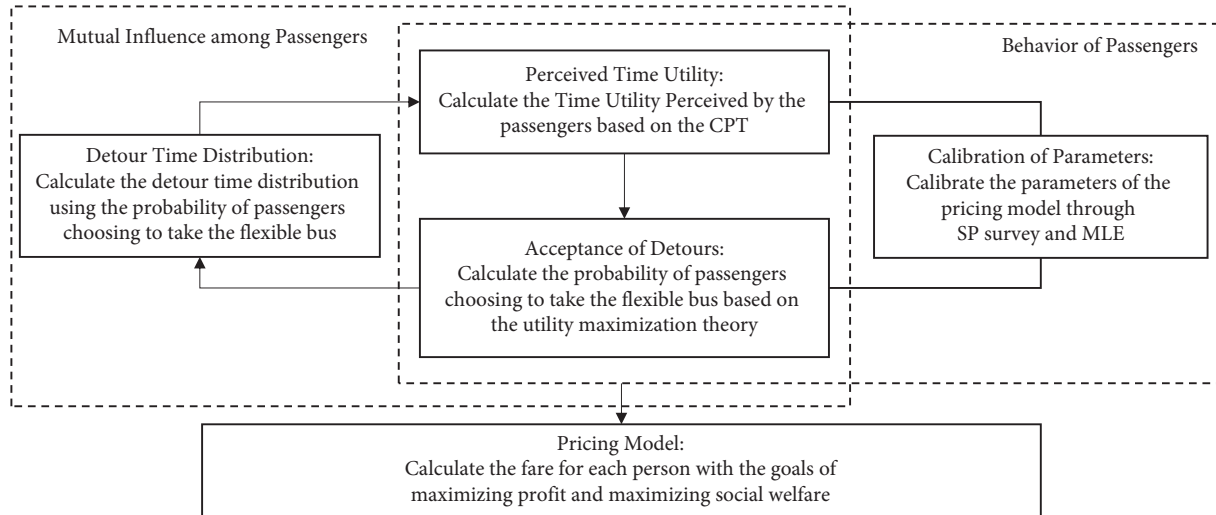 Mutual Influence among Passengers
Behavior of Passengers
Perceived Time Utility:
Calculate the Time Utility Perceived by the
passengers based on the CPT
Detour Time Distribution:
Calculate the detour time distribution
using the probability of passengers
choosing to take the flexible bus
Calibration of Parameters:
Calibrate the parameters of the
pricing model through
SP survey and MLE
Acceptance of Detours:
Calculate the probability of passengers
choosing to take the flexible bus based on
the utility maximization theory
Pricing Model:
Calculate the fare for each person with the goals of
maximizing profit and maximizing social welfare